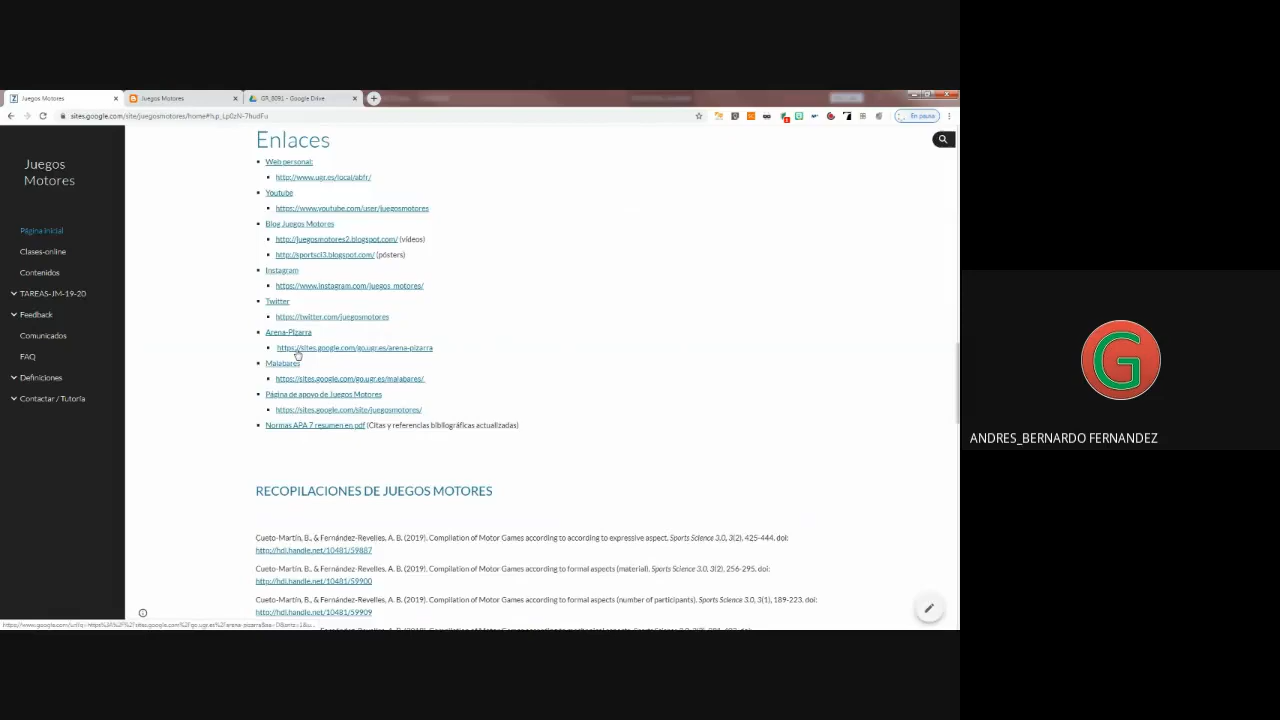 Juegos Motores
Juegos Motores
GR_8091 - Google Drive
sites.google.com/site/juegosmotores/home#h.p_Lp0zN-7hudFu
En pausa
Juegos
Motores
Página inicial
Clases-online
Contenidos
TAREAS-JM-19-20
Feedback
Comunicados
FAQ
Definiciones
Contactar / Tutoría
Enlaces
Web personal:
http://www.ugr.es/local/abfr/
Youtube
https://www.youtube.com/user/juegosmotores
Blog Juegos Motores
http://juegosmotores2.blogspot.com/ (vídeos)
http://sportsci3.blogspot.com/ (pósters)
Instagram
https://www.instagram.com/juegos_motores/
Twitter
https://twitter.com/juegosmotores
Arena-Pizarra
https://sites.google.com/go.ugr.es/arena-pizarra
Malabares
https://sites.google.com/go.ugr.es/malabares/
Página de apoyo de Juegos Motores
https://sites.google.com/site/juegosmotores/
Normas APA 7 resumen en pdf (Citas y referencias bibliográficas actualizadas)
RECOPILACIONES DE JUEGOS MOTORES
Cueto-Martín, B., & Fernández-Revelles, A. B. (2019). Compilation of Motor Games according to according to expressive aspect. Sports Science 3.0, 3(2), 425-444. doi:
http://hdl.handle.net/10481/59887
Cueto-Martín, B., & Fernández-Revelles, A. B. (2019). Compilation of Motor Games according to formal aspects (material). Sports Science 3.0, 3(2), 256-295. doi:
http://hdl.handle.net/10481/59900
Cueto-Martín, B., & Fernández-Revelles, A. B. (2019). Compilation of Motor Games according to formal aspects (number of participants). Sports Science 3.0, 3(1), 189-223. doi:
http://hdl.handle.net/10481/59909
G
ANDRES_BERNARDO FERNANDEZ